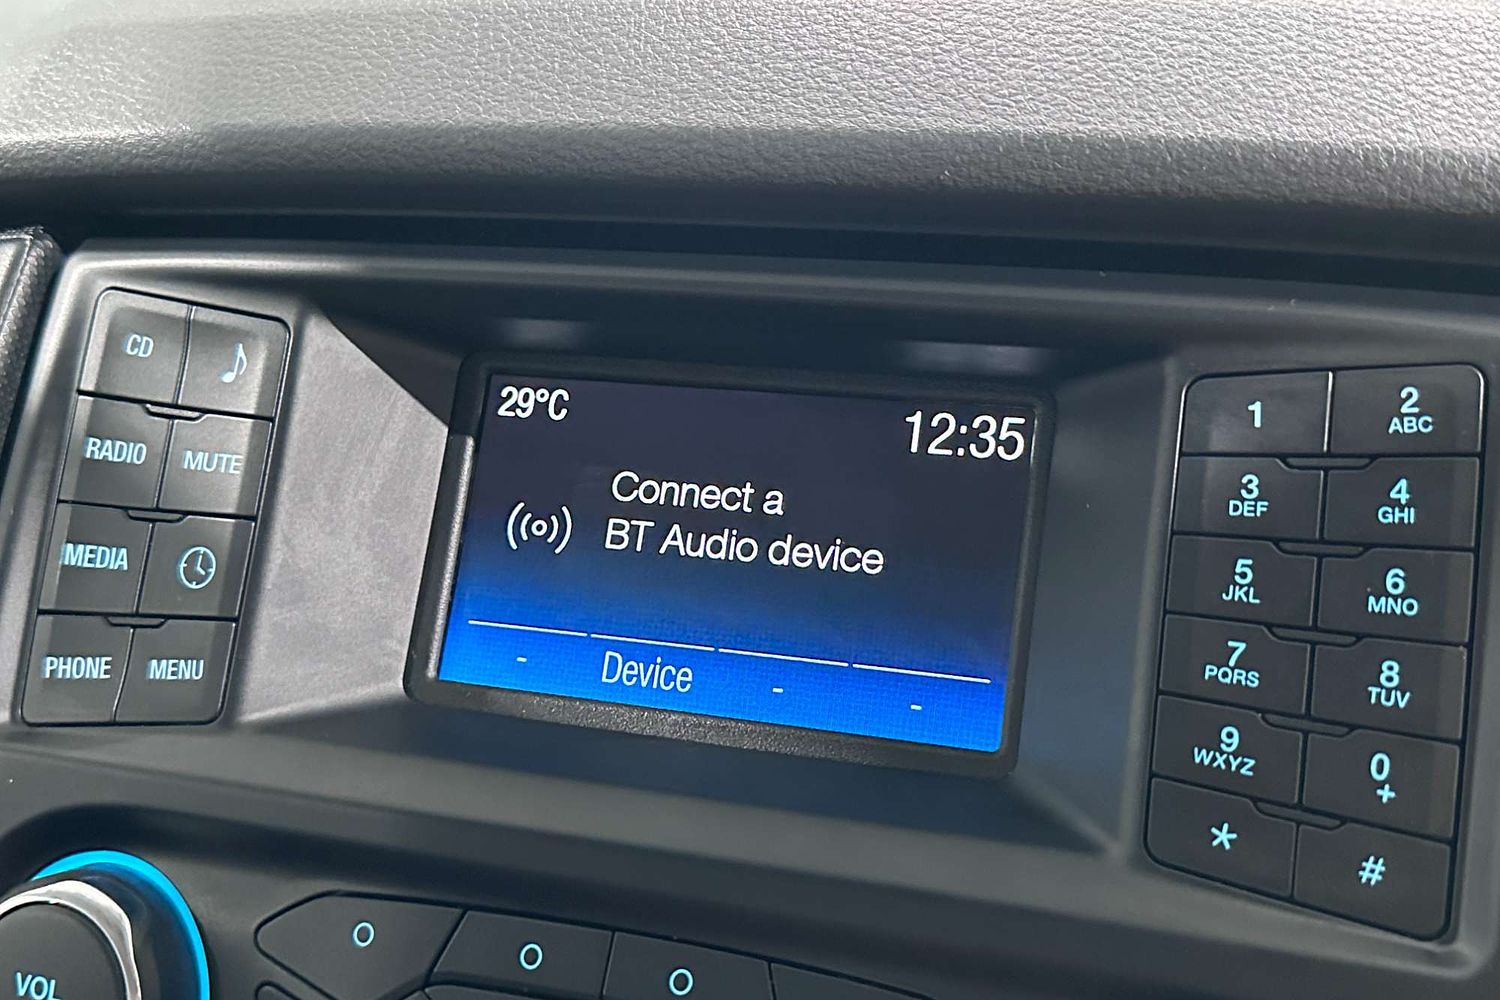 CD
RADIO
MUTE
MEDIA
PHONE
MENU
29°C
12:35
Connect a
BT Audio device
-
Device
-
-
1
2
ABC
3
DEF
4
GHI
5
JKL
6
MNO
7
PQRS
8
TUV
9
WXYZ
0
+
*
#
VOL